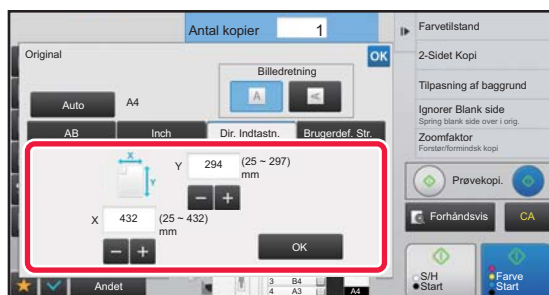 Antal kopier 1
Original
OK
Billedretning
A
A
Auto
A4
AB
Inch
Dir. Indtastn.
Brugerdef. Str.
X
Y
Y 294 (25 ~ 297)
mm
X 432 (25 ~ 432)
mm
OK
Andet
3 B4
4 A3
A4
Farvetilstand
2-Sidet Kopi
Tilpasning af baggrund
Ignorer Blank side
Spring blank side over i orig.
Zoomfaktor
Forstør/formindsk kopi
Prøvekopi.
Forhåndsvis
CA
S/H
Start
Farve
Start